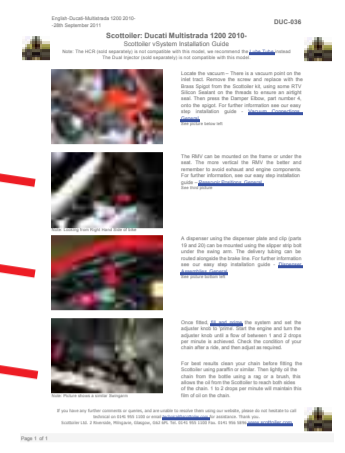 English-Ducati-Multistrada 1200 2010-
-28th September 2011
DUC-036
Scottoiler: Ducati Multistrada 1200 2010-
Scottoiler vSystem Installation Guide
Note: The HCR (sold separately) is not compatible with this model, we recommend the Lube Tube instead
The Dual Injector (sold separately) is not compatible with this model.
Locate the vacuum – There is a vacuum point on the
inlet tract. Remove the screw and replace with the
Brass Spigot from the Scottoiler kit, using some RTV
Silicon Sealant on the threads to ensure an airtight
seal. Then press the Damper Elbow, part number 4,
onto the spigot. For further information see our easy
step installation guide - Vacuum Connections,
General
See picture below left
The RMV can be mounted on the frame or under the
seat. The more vertical the RMV the better and
remember to avoid exhaust and engine components.
For further information, see our easy step installation
guide - Reservoir Positions, General
Note: Looking from Right Hand Side of bike
A dispenser using the dispenser plate and clip (parts
19 and 20) can be mounted using the slipper strip bolt
under the swing arm. The delivery tubing can be
routed alongside the brake line. For further information
see our easy step installation guide - Dispenser
Assemblies, General
See picture bottom left
Once fitted, fill and prime the system and set the
adjuster knob to 'prime'. Start the engine and turn the
adjuster knob until a flow of between 1 and 2 drops
per minute is achieved. Check the condition of your
chain after a ride, and then adjust as required.
For best results clean your chain before fitting the
Scottoiler using paraffin or similar. Then lightly oil the
chain from the bottle using a rag or a brush, this
allows the oil from the Scottoiler to reach both sides
of the chain. 1 to 2 drops per minute will maintain this
film of oil on the chain.
Note: Picture shows a similar Swingarm
If you have any further comments or queries, and are unable to resolve them using our website, please do not hesitate to call
technical on 0141 955 1100 or email for assistance. Thank you.
Scottoiler Ltd. 2 Riverside, Milngavie, Glasgow, G62 6PL
Page 1 of 1